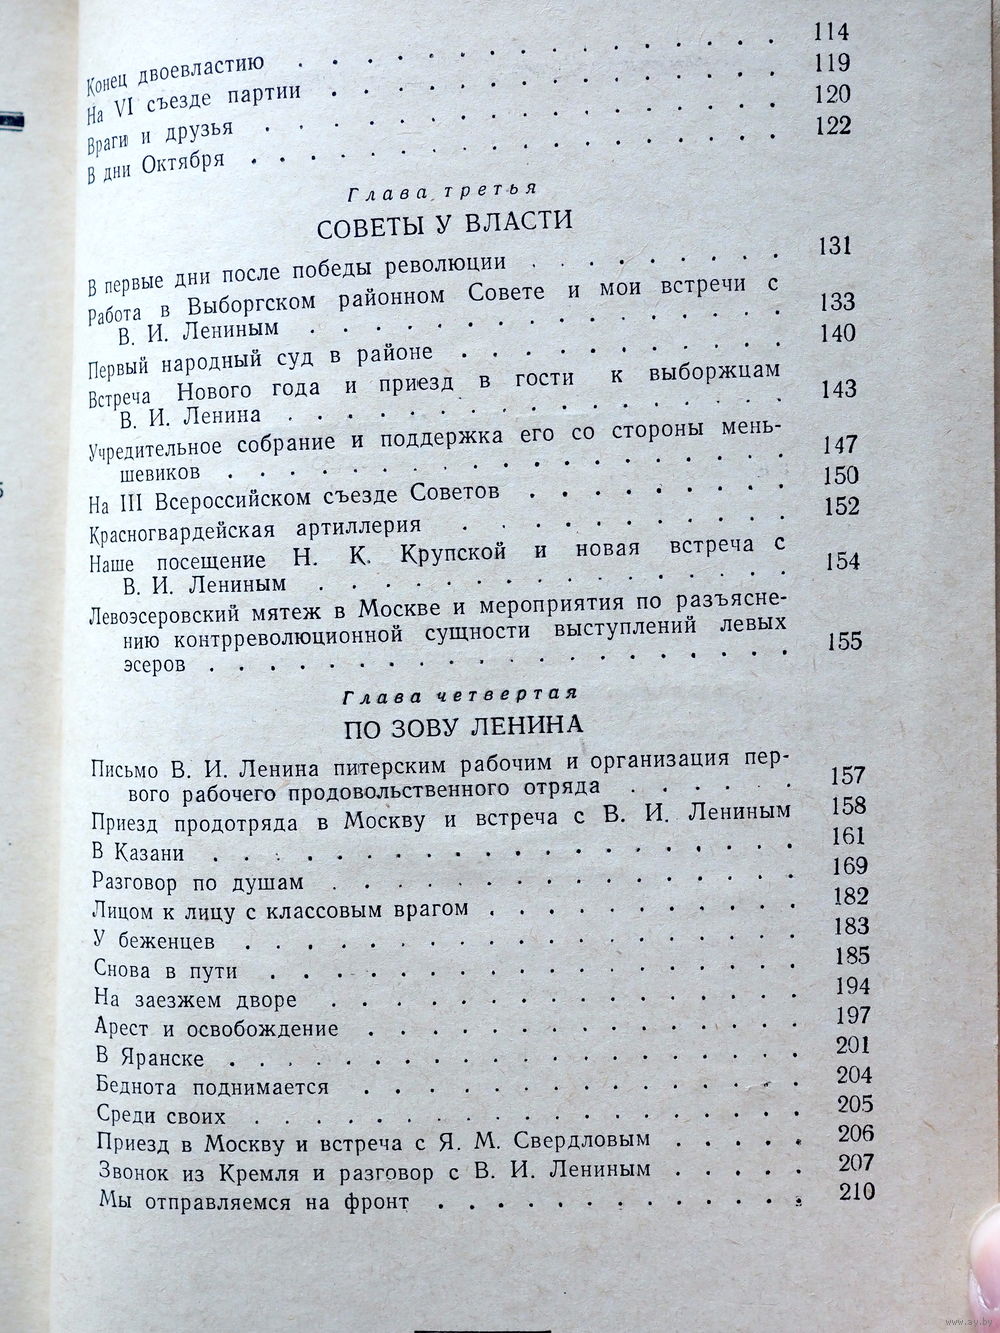 Конец двоевластию . . . . . . . . . . . . . . . 114
На VI съезде партии . . . . . . . . . . . . . . 119
Враги и друзья . . . . . . . . . . . . . . . . 120
В дни Октября . . . . . . . . . . . . . . . . 122
Глава третья
СОВЕТЫ У ВЛАСТИ
В первые дни после победы революции . . . . . . . . 131
Работа в Выборгском районном Совете и мои встречи с
В. И. Лениным . . . . . . . . . . . . . . . 133
Первый народный суд в районе . . . . . . . . . . 140
Встреча Нового года и приезд в гости к выборжцам
В. И. Ленина . . . . . . . . . . . . . . . . 143
Учредительное собрание и поддержка его со стороны мень-
шевиков . . . . . . . . . . . . . . . . . . 147
На III Всероссийском съезде Советов . . . . . . . . . 150
Красногвардейская артиллерия . . . . . . . . . . 152
Наше посещение Н. К. Крупской и новая встреча с
В. И. Лениным . . . . . . . . . . . . . . . 154
Левоэсеровский мятеж в Москве и мероприятия по разъясне-
нию контрреволюционной сущности выступлений левых
эсеров . . . . . . . . . . . . . . . . . . . 155
Глава четвертая
ПО ЗОВУ ЛЕНИНА
Письмо В. И. Ленина питерским рабочим и организация пер-
вого рабочего продовольственного отряда . . . . . . 157
Приезд продотряда в Москву и встреча с В. И. Лениным 158
В Казани . . . . . . . . . . . . . . . . . . . 161
Разговор по душам . . . . . . . . . . . . . . . 169
Лицом к лицу с классовым врагом . . . . . . . . . . 182
У беженцев . . . . . . . . . . . . . . . . . . 183
Снова в пути . . . . . . . . . . . . . . . . . 185
На заезжем дворе . . . . . . . . . . . . . . . 194
Арест и освобождение . . . . . . . . . . . . . . 197
В Яранске . . . . . . . . . . . . . . . . . . . 201
Беднота поднимается . . . . . . . . . . . . . . 204
Среди своих . . . . . . . . . . . . . . . . . . 205
Приезд в Москву и встреча с Я. М. Свердловым . . . . . 206
Звонок из Кремля и разговор с В. И. Лениным . . . . . 207
Мы отправляемся на фронт . . . . . . . . . . . . 210
www.ay.by